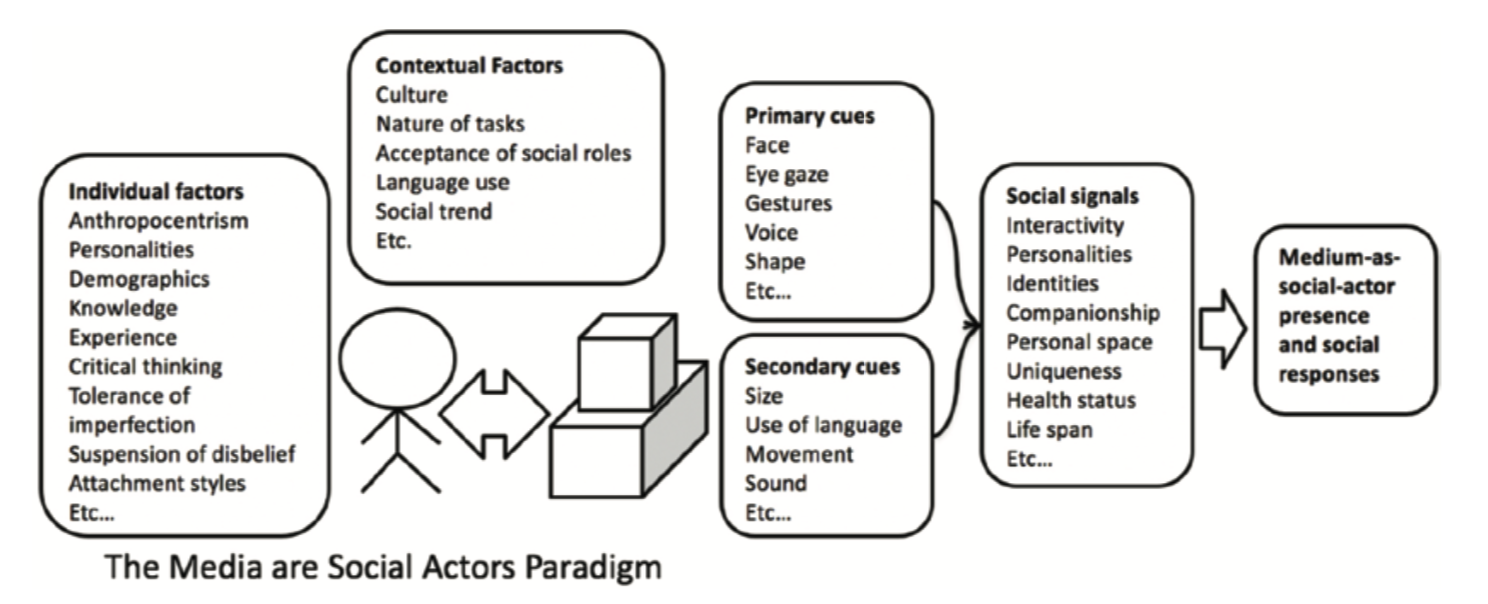 Individual factors
Anthropocentrism
Personalities
Demographics
Knowledge
Experience
Critical thinking
Tolerance of
imperfection
Suspension of disbelief
Attachment styles
Etc...
Contextual Factors
Culture
Nature of tasks
Acceptance of social roles
Language use
Social trend
Etc.
Primary cues
Face
Eye gaze
Gestures
Voice
Shape
Etc...
Secondary cues
Size
Use of language
Movement
Sound
Etc...
Social signals
Interactivity
Personalities
Identities
Companionship
Personal space
Uniqueness
Health status
Life span
Etc...
Medium-as-
social-actor
presence
and social
responses
The Media are Social Actors Paradigm